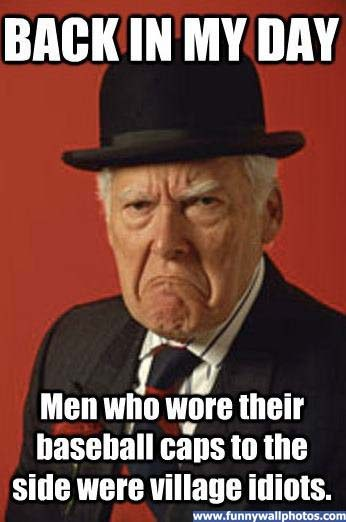 BACK IN MY DAY
Men who wore their
baseball caps to the
side were village idiots.
www.funnywallphotos.com